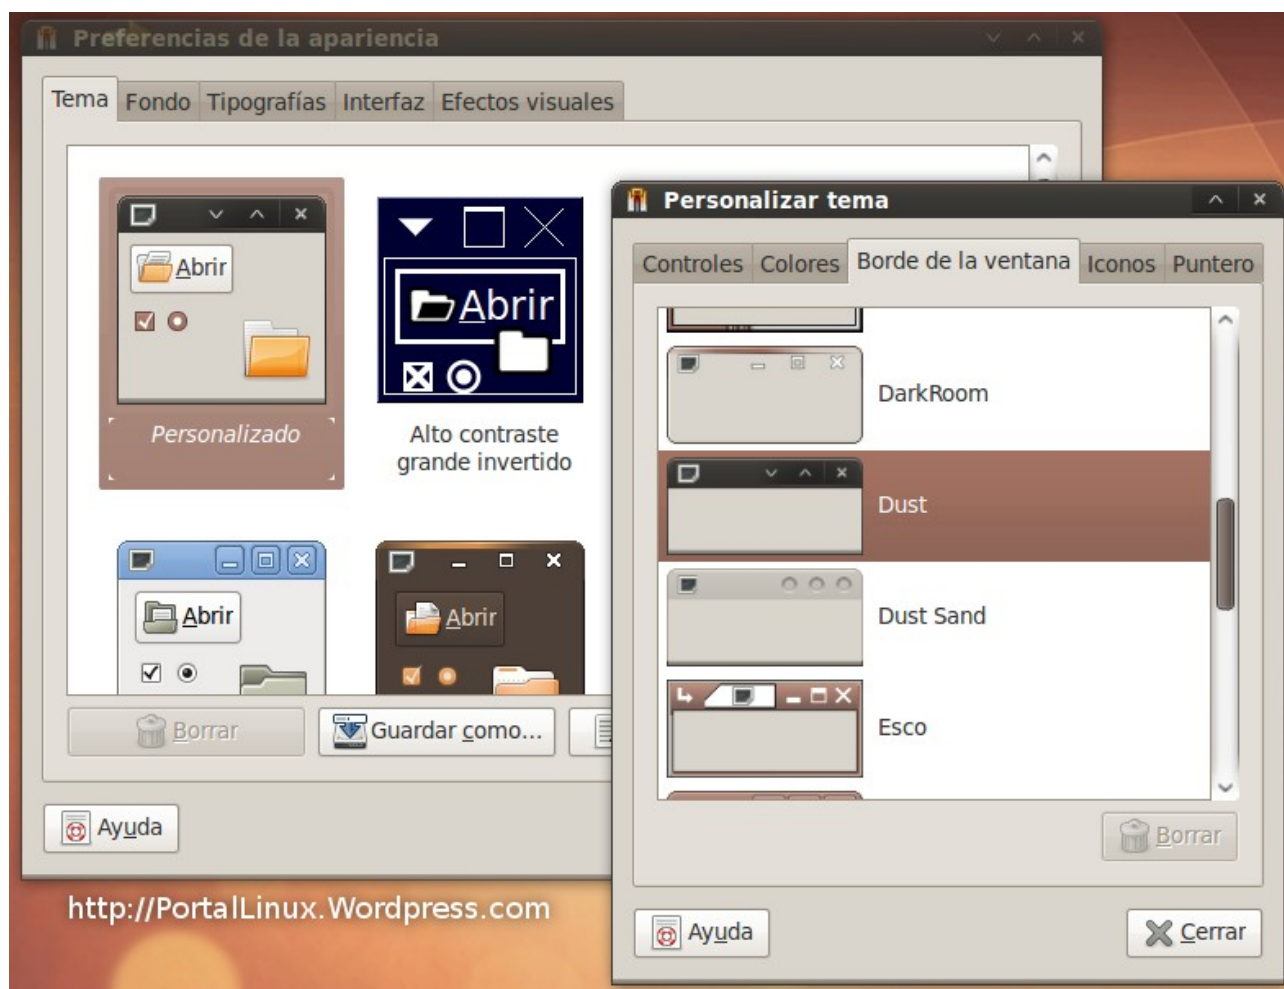 Preferencias de la apariencia
Tema Fondo Tipografías Interfaz Efectos visuales
Abrir
Personalizado
Abrir
Alto contraste
grande invertido
Abrir
Abrir
Borrar
Guardar como...
Ayuda
http://PortalLinux.Wordpress.com
Personalizar tema
Controles Colores Borde de la ventana Iconos Puntero
DarkRoom
Dust
Dust Sand
Esco
Borrar
Ayuda
Cerrar